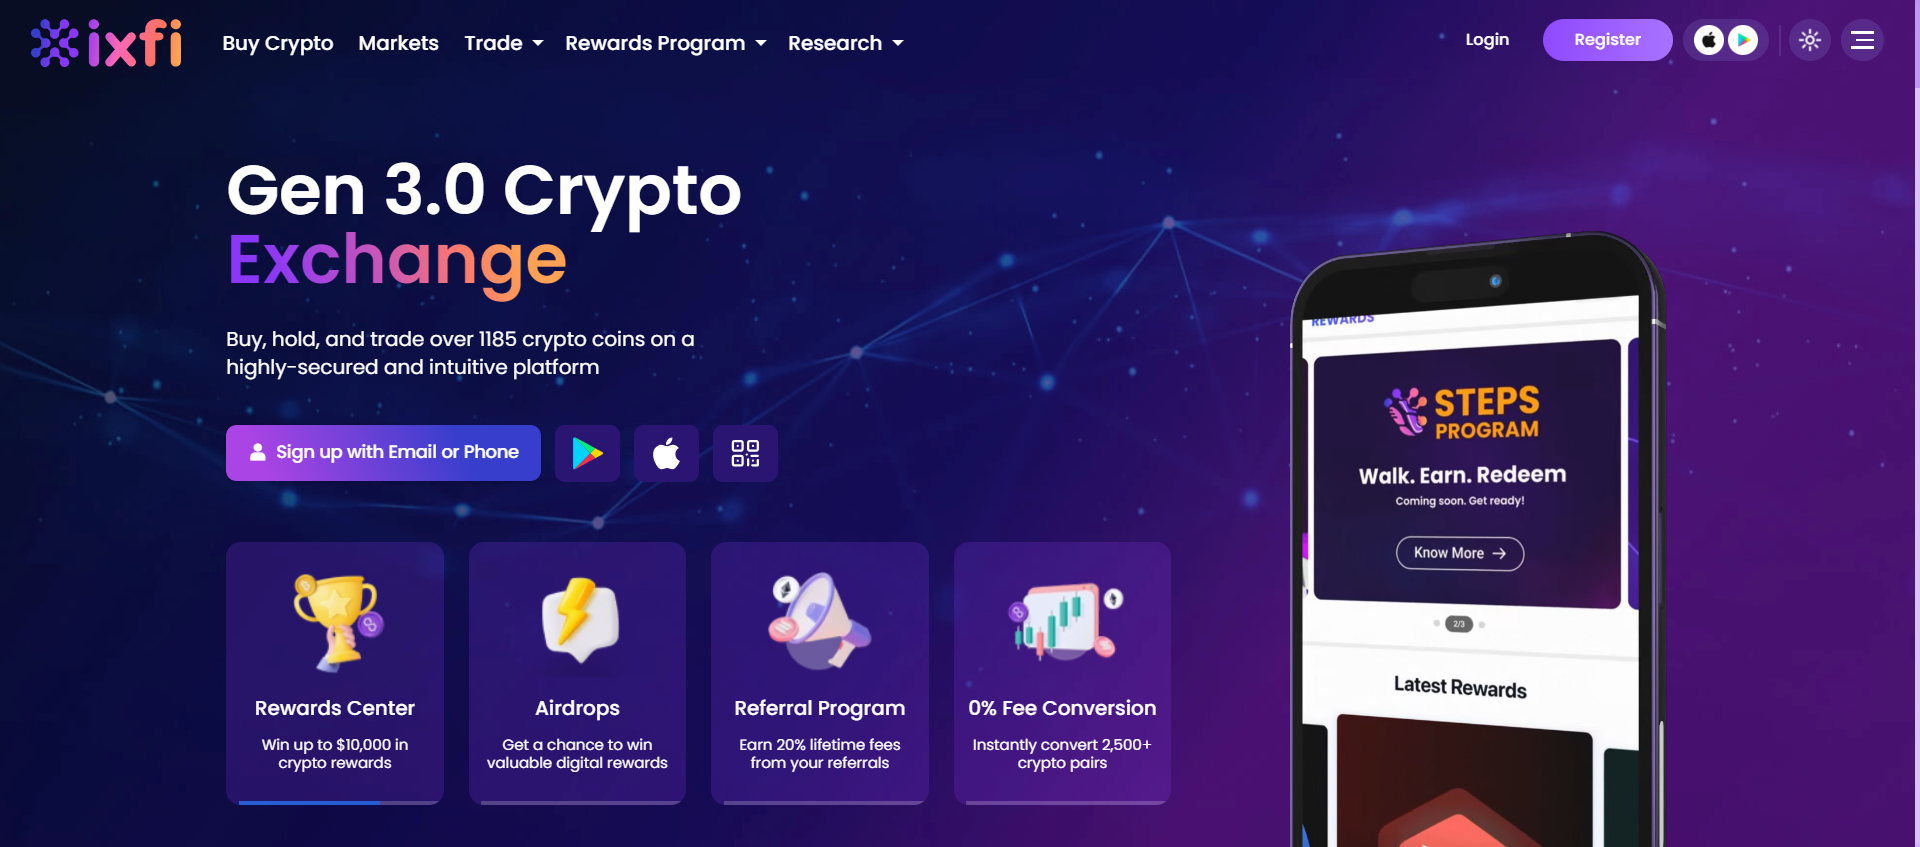 ixfi
Buy Crypto Markets Trade Rewards Program Research
Login Register
Gen 3.0 Crypto
Exchange
Buy, hold, and trade over 1185 crypto coins on a
highly-secured and intuitive platform
Sign up with Email or Phone
Rewards Center
Win up to $10,000 in
crypto rewards
Airdrops
Get a chance to win
valuable digital rewards
Referral Program
Earn 20% lifetime fees
from your referrals
0% Fee Conversion
Instantly convert 2,500+
crypto pairs
REWARDS
STEPS
PROGRAM
Walk. Earn. Redeem
Coming soon. Get ready!
Know More →
2/3
Latest Rewards